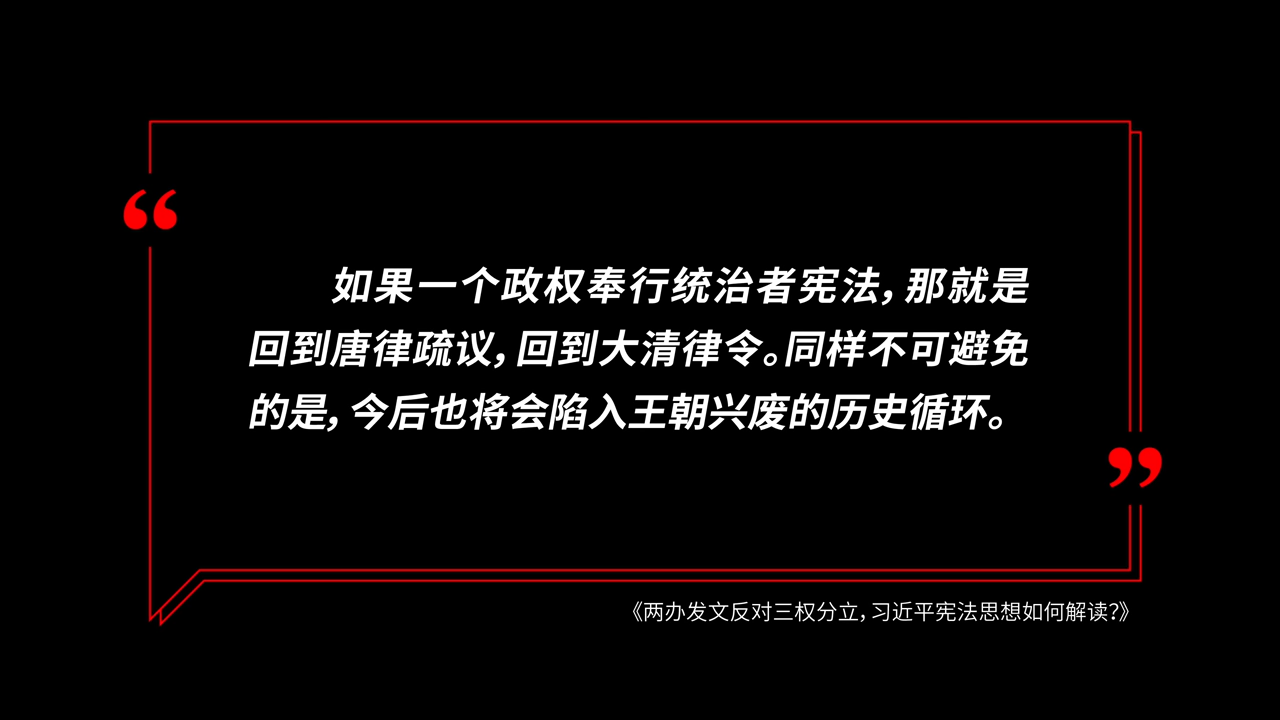 “
如果一个政权奉行统治者宪法，那就是
回到唐律疏议，回到大清律令。同样不可避免
的是，今后也将会陷入王朝兴废的历史循环。
”
《两办发文反对三权分立，习近平宪法思想如何解读？》